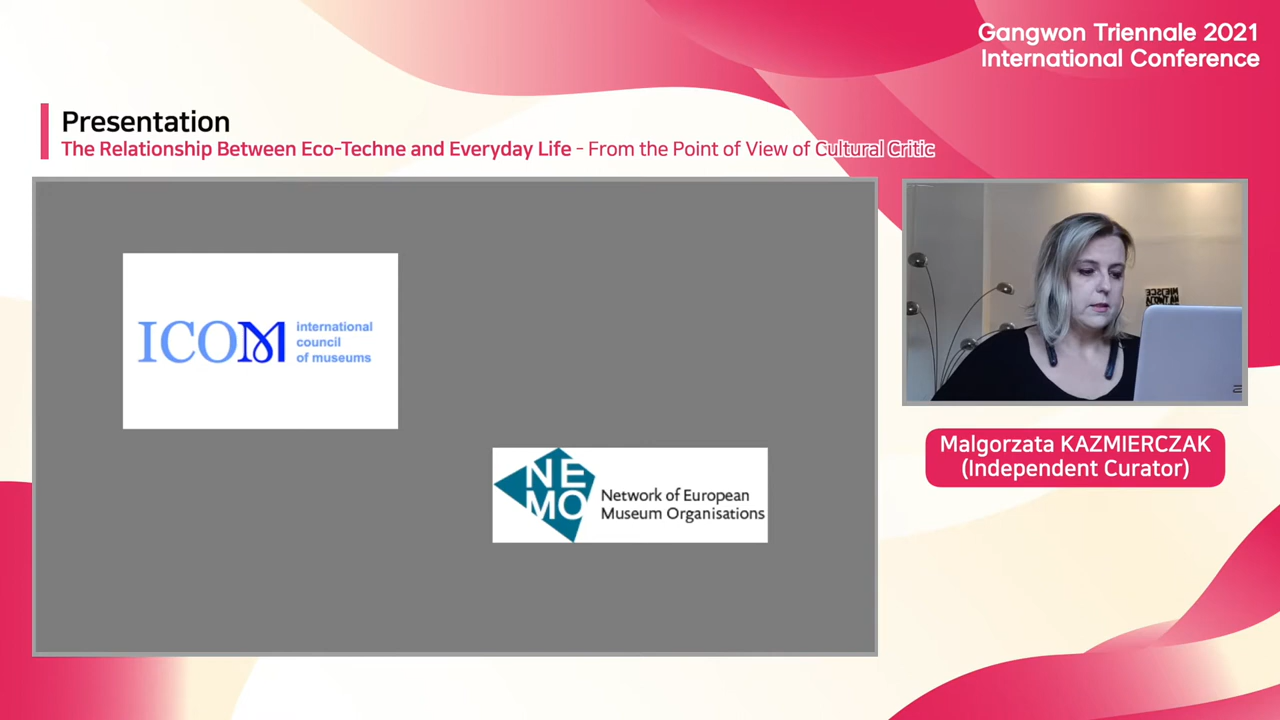 Gangwon Triennale 2021
International Conference
Presentation
The Relationship Between Eco-Techne and Everyday Life - From the Point of View of Cultural Critic
ICOM
international
council
of museums
NE
MO
Network of European
Museum Organisations
Malgorzata KAZMIERCZAK
(Independent Curator)